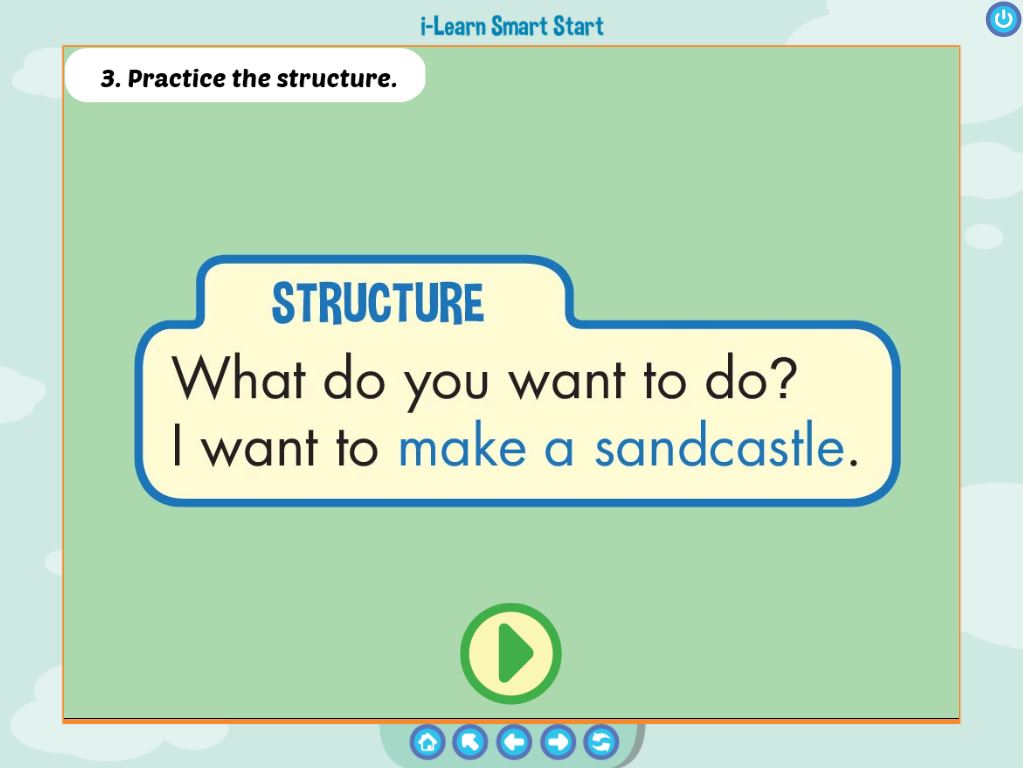 i-Learn Smart Start
3. Practice the structure.
STRUCTURE
What do you want to do?
I want to make a sandcastle.